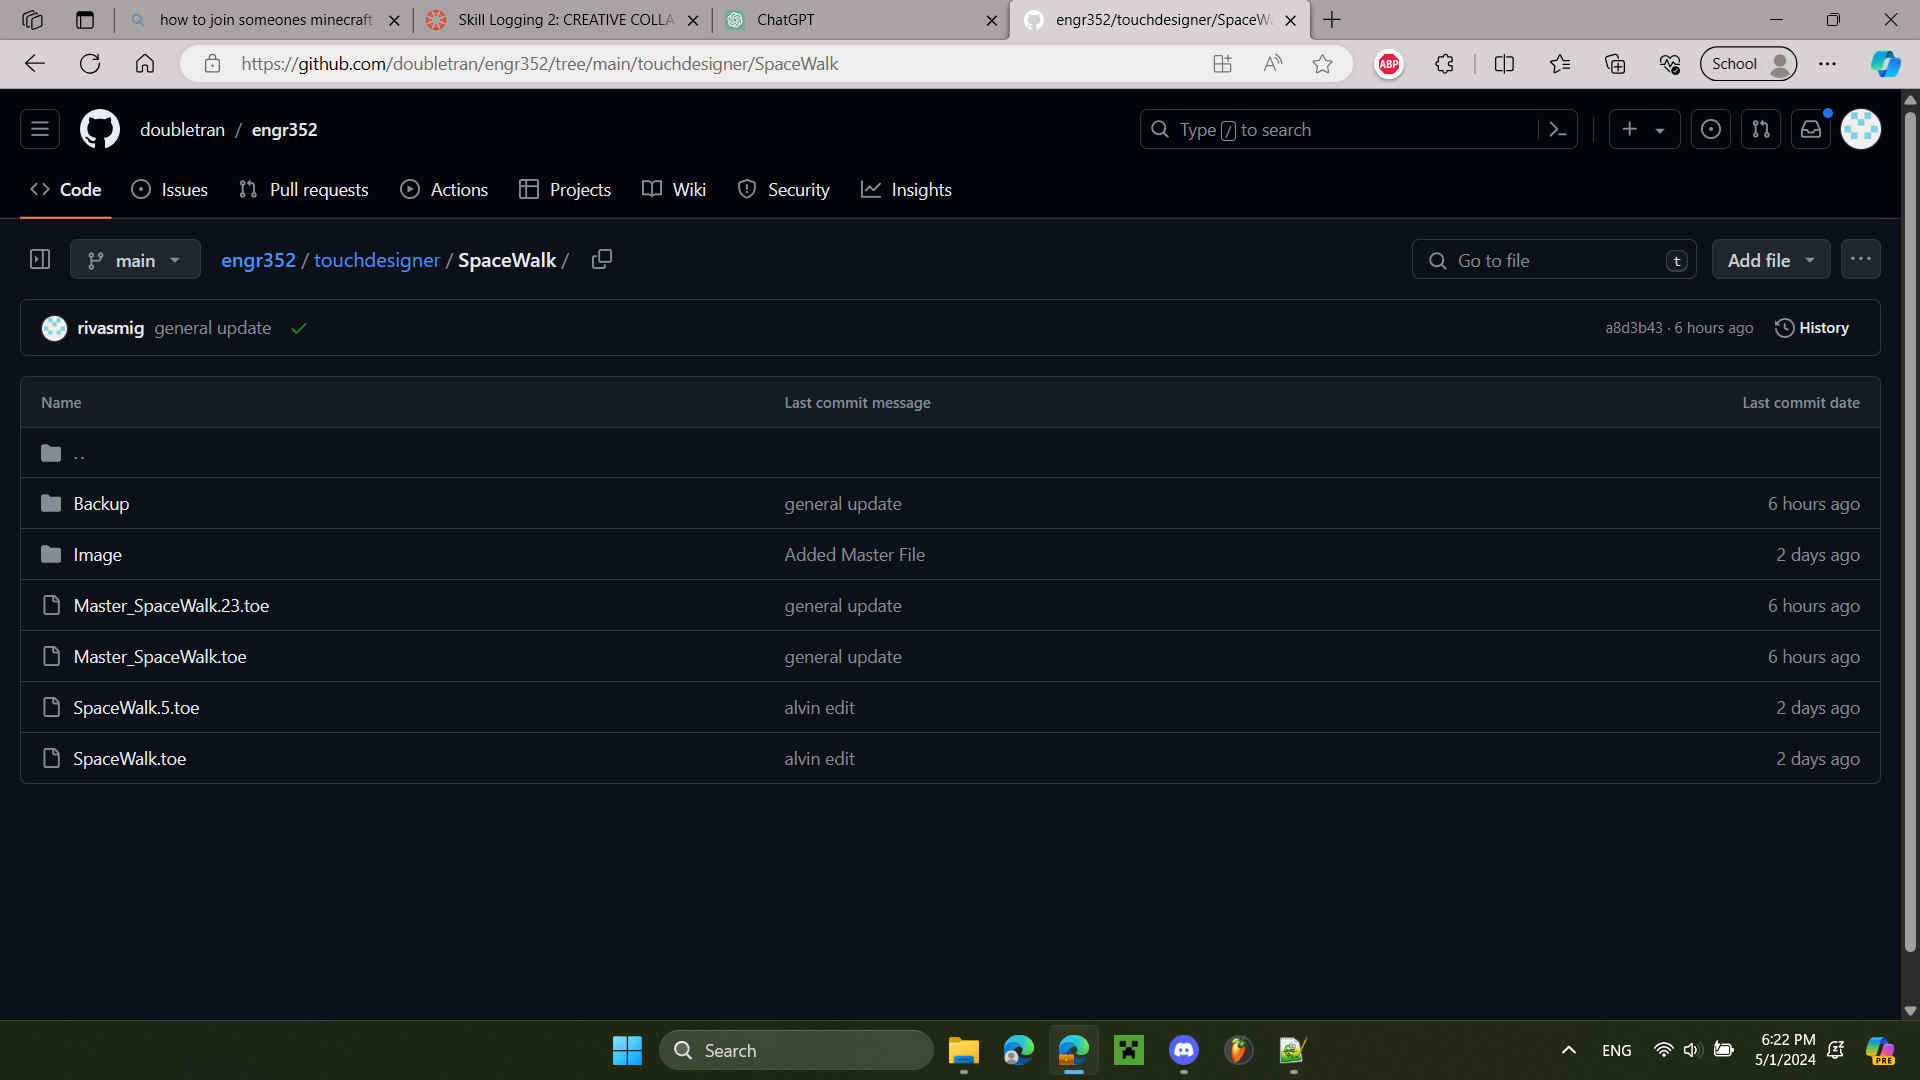 how to join someones minecraft
Skill Logging 2: CREATIVE COLLA
ChatGPT
engr352/touchdesigner/SpaceWa
https://github.com/doubletran/engr352/tree/main/touchdesigner/SpaceWalk
ABP
School
doubletran / engr352
Type / to search
Code
Issues
Pull requests
Actions
Projects
Wiki
Security
Insights
main
engr352 / touchdesigner / SpaceWalk /
Go to file
t
Add file
rivasmig general update
a8d3b43 · 6 hours ago
History
Name Last commit message Last commit date
..
Backup general update 6 hours ago
Image Added Master File 2 days ago
Master_SpaceWalk.23.toe general update 6 hours ago
Master_SpaceWalk.toe general update 6 hours ago
SpaceWalk.5.toe alvin edit 2 days ago
SpaceWalk.toe alvin edit 2 days ago
Search
ENG
6:22 PM
5/1/2024
PRE